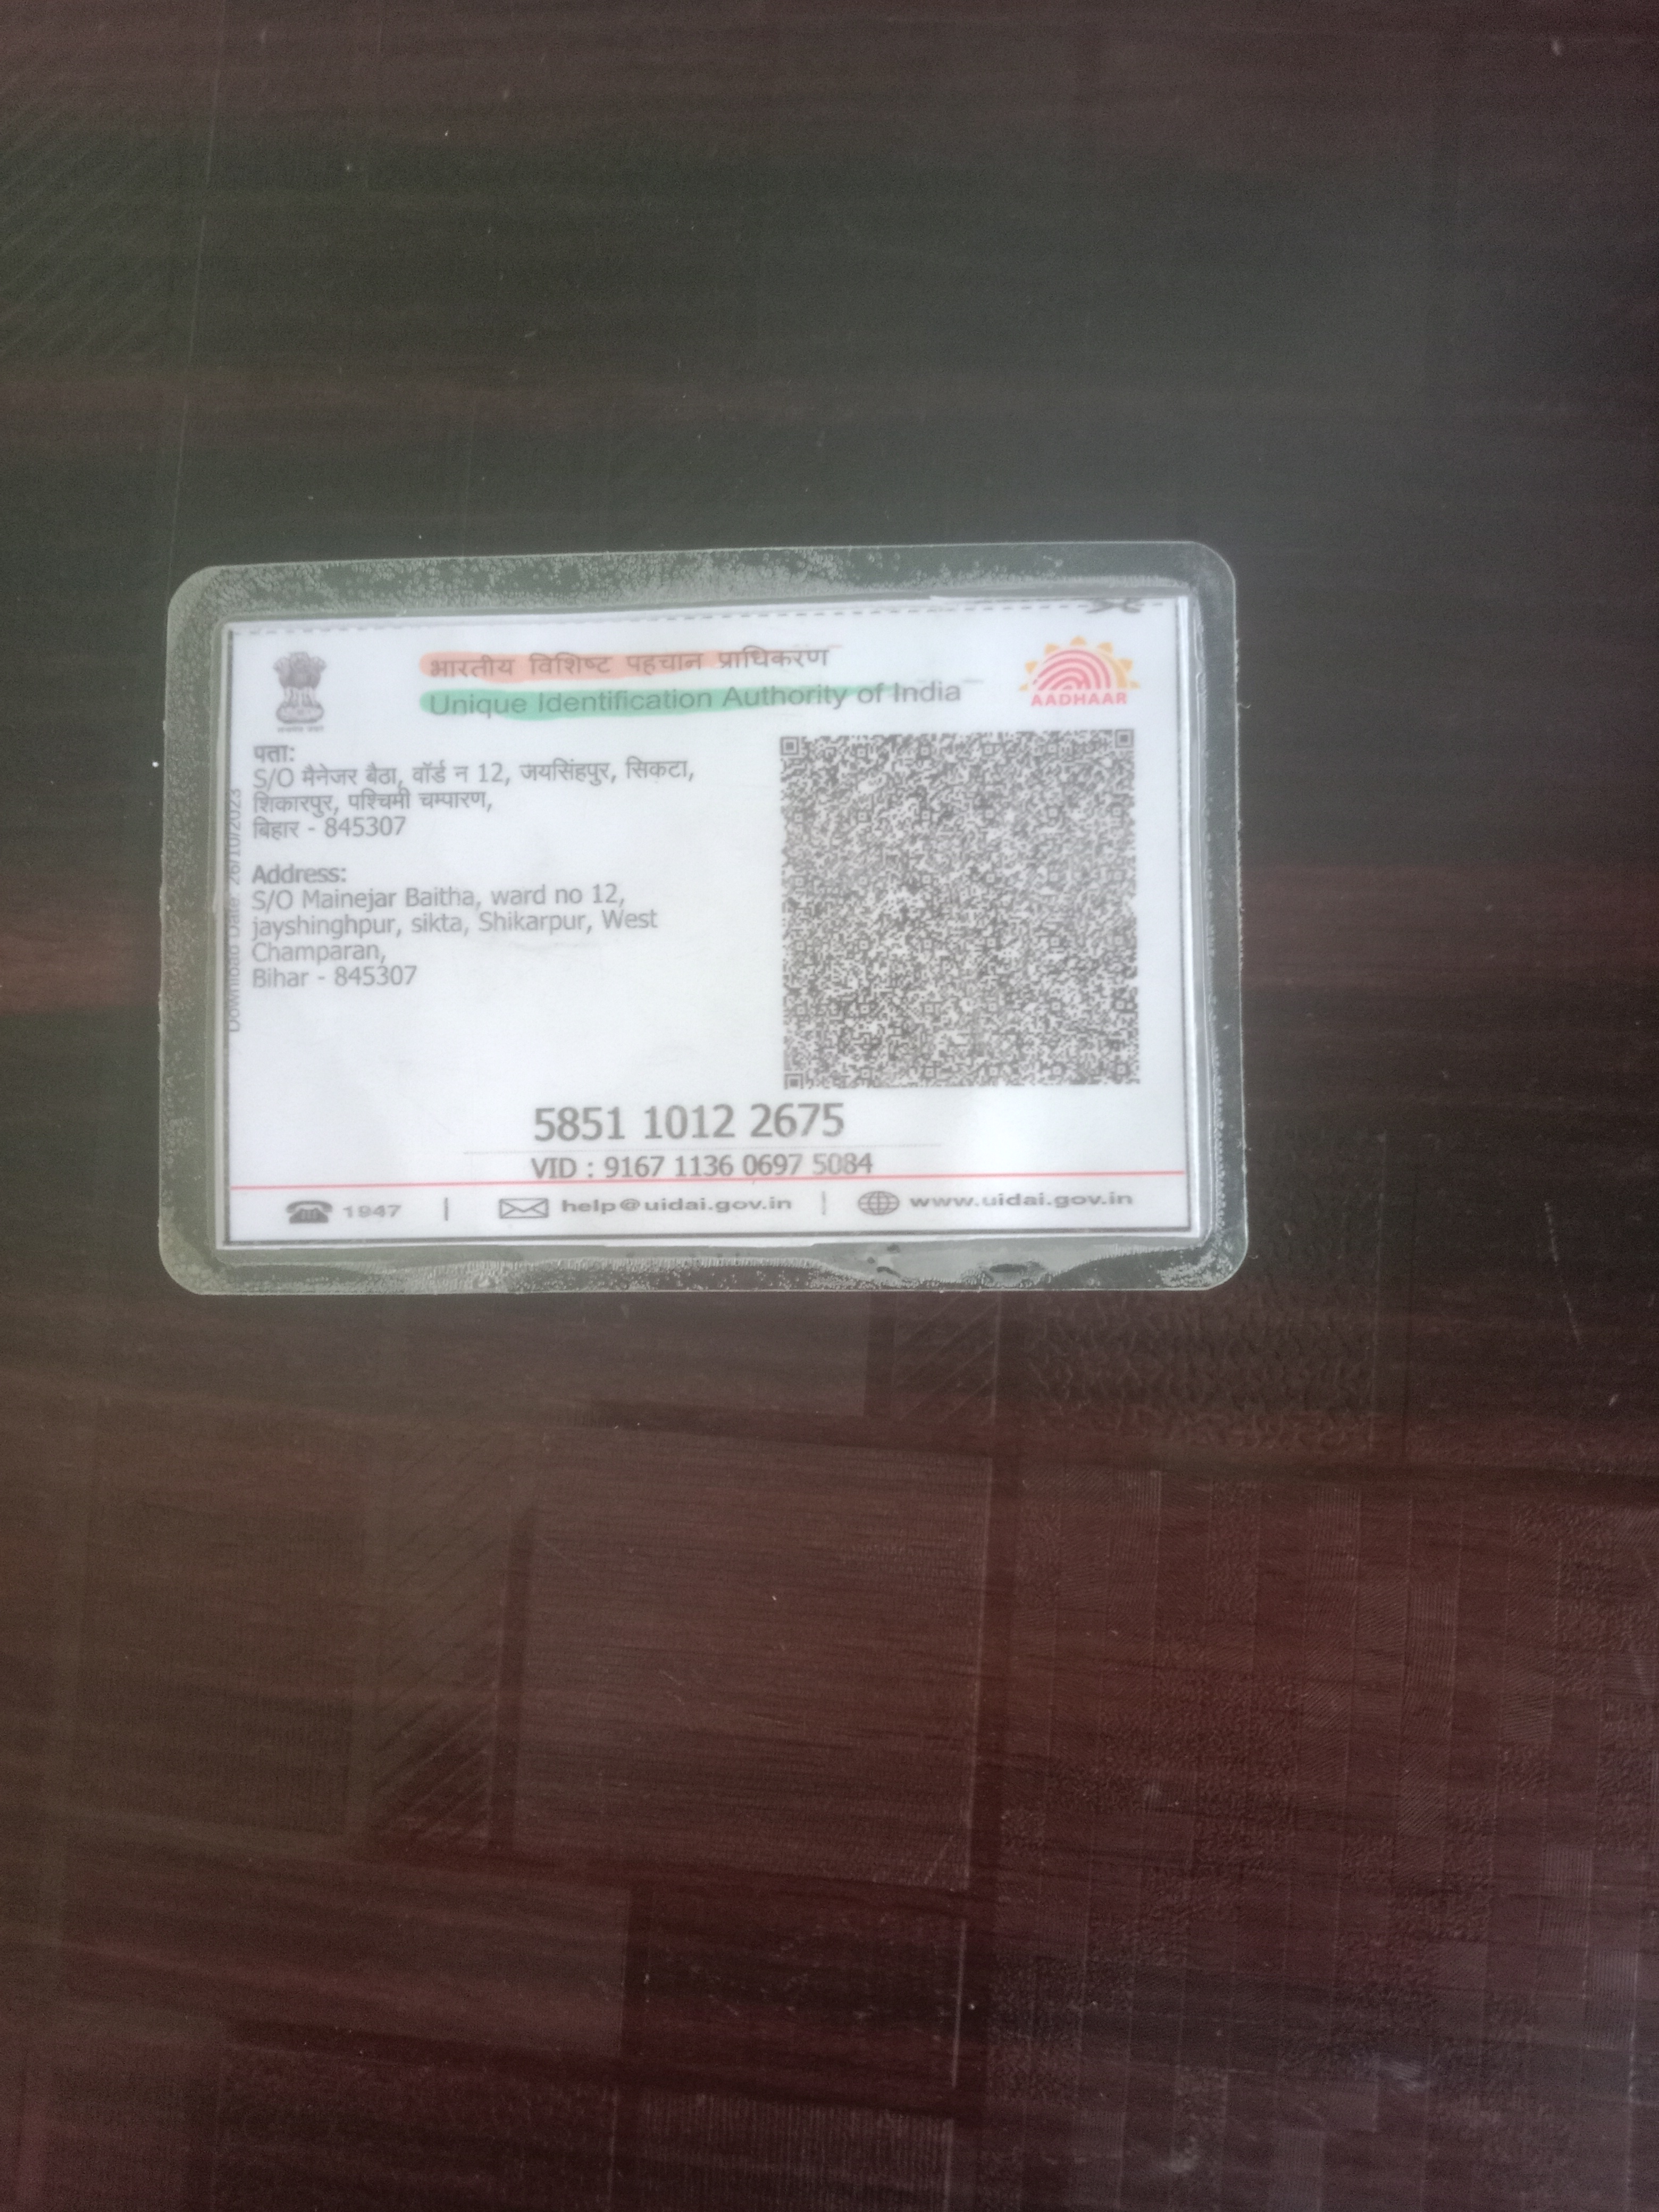 भारतीय विशिष्ट पहचान प्राधिकरण
Unique Identification Authority of India
AADHAAR
पता:
S/O मैनेजर बैठा, वॉर्ड न 12, जयसिंहपुर, सिकटा,
शिकारपुर, पश्चिमी चम्पारण,
बिहार - 845307
Address:
S/O Mainejar Baitha, ward no 12,
jayshinghpur, sikta, Shikarpur, West
Champaran,
Bihar - 845307
Download Date: 26/10/2023
5851 1012 2675
VID : 9167 1136 0697 5084
1947 | help@uidai.gov.in | www.uidai.gov.in